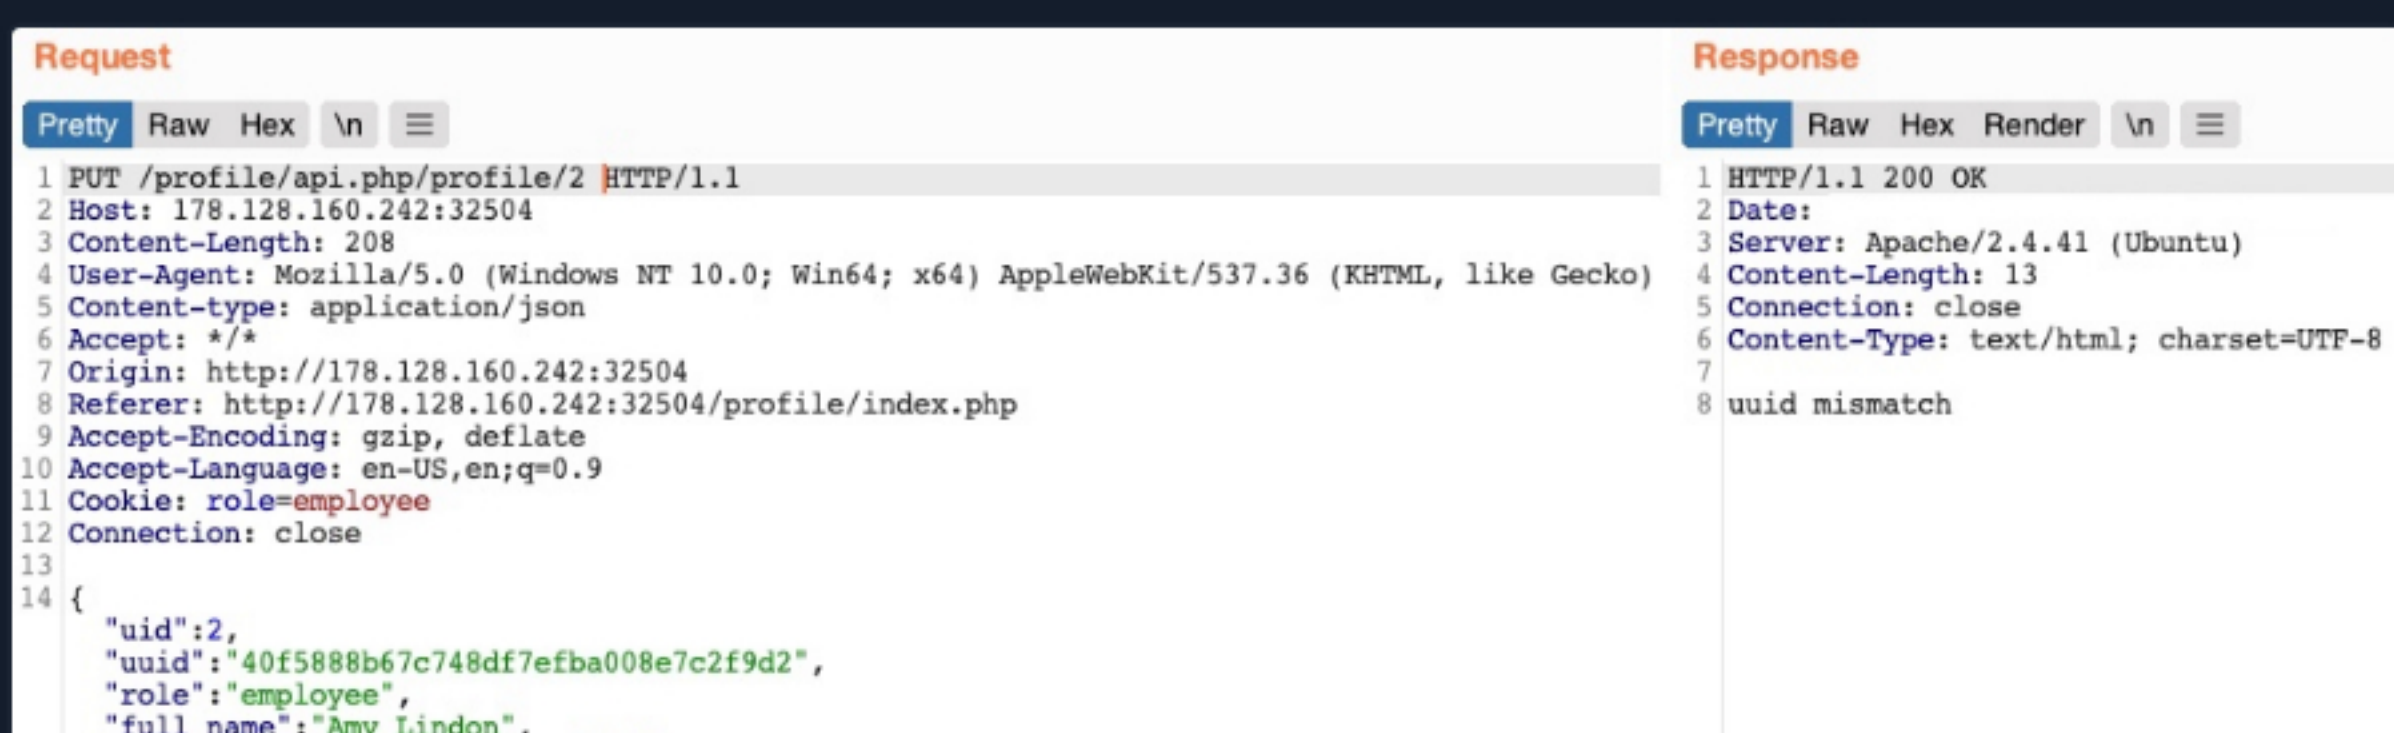 Request
Pretty Raw Hex \n
1 PUT /profile/api.php/profile/2 HTTP/1.1
2 Host: 178.128.160.242:32504
3 Content-Length: 208
4 User-Agent: Mozilla/5.0 (Windows NT 10.0; Win64; x64) AppleWebKit/537.36 (KHTML, like Gecko)
5 Content-type: application/json
6 Accept: */*
7 Origin: http://178.128.160.242:32504
8 Referer: http://178.128.160.242:32504/profile/index.php
9 Accept-Encoding: gzip, deflate
10 Accept-Language: en-US,en;q=0.9
11 Cookie: role=employee
12 Connection: close
13
14 {
"uid":2,
"uuid":"40f5888b67c748df7efba008e7c2f9d2",
"role":"employee",
"full_name":"Amy Lindon",
Response
Pretty Raw Hex Render \n
1 HTTP/1.1 200 OK
2 Date:
3 Server: Apache/2.4.41 (Ubuntu)
4 Content-Length: 13
5 Connection: close
6 Content-Type: text/html; charset=UTF-8
7
8 uuid mismatch